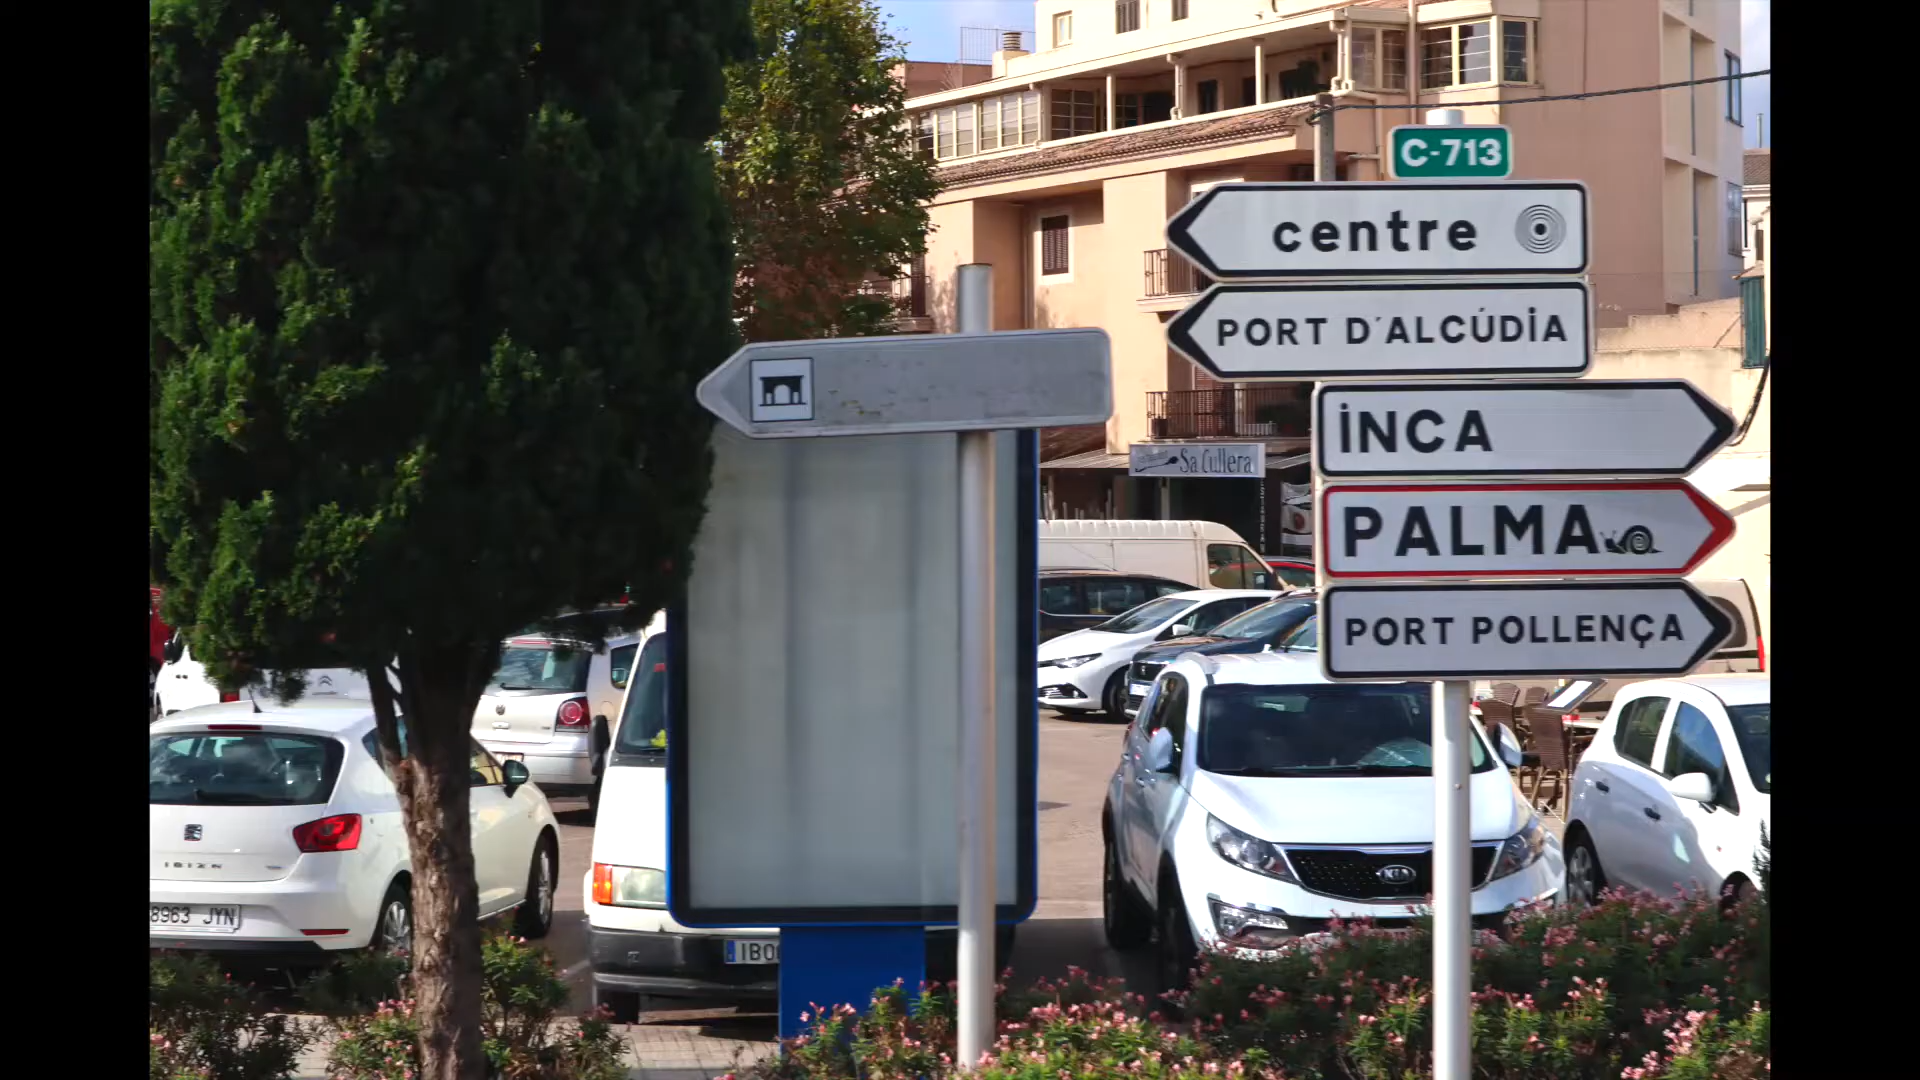 C-713
centre
PORT D'ALCÚDIA
INCA
PALMA
PORT POLLENÇA
Sa Cullera
KIA
IBIZA
8963 JYN